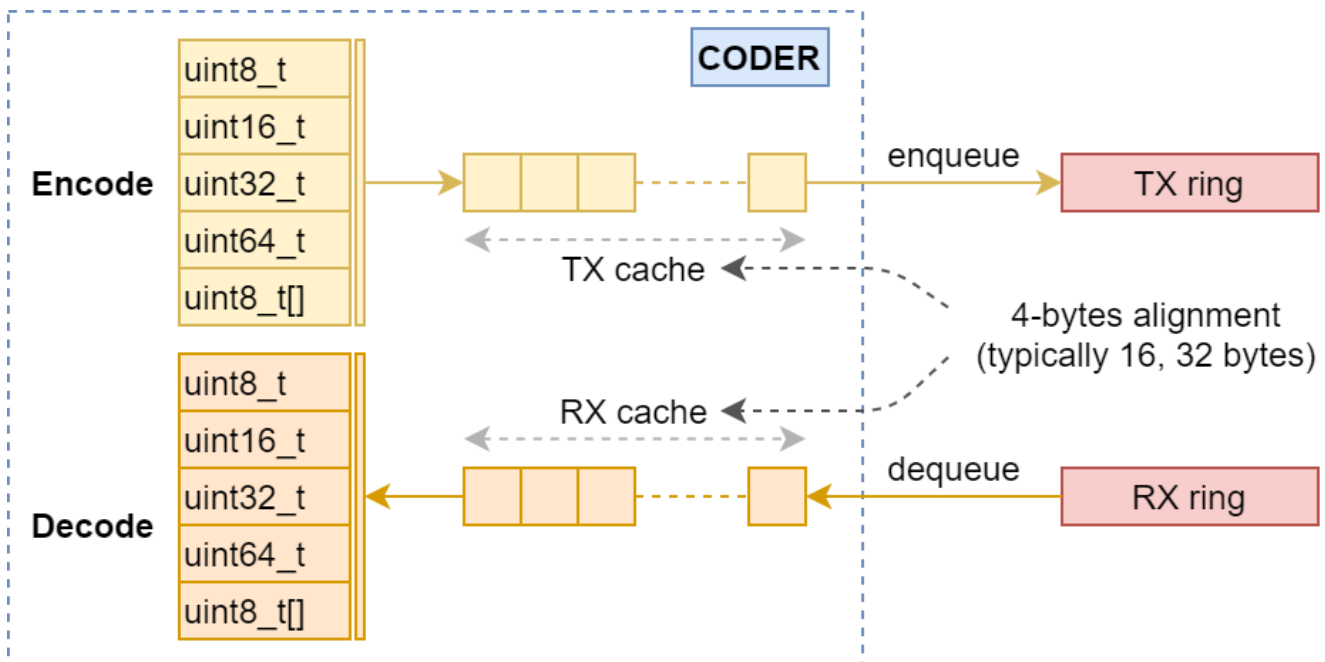 CODER
Encode
uint8_t
uint16_t
uint32_t
uint64_t
uint8_t[]
enqueue
TX ring
TX cache
4-bytes alignment
(typically 16, 32 bytes)
Decode
uint8_t
uint16_t
uint32_t
uint64_t
uint8_t[]
RX cache
dequeue
RX ring